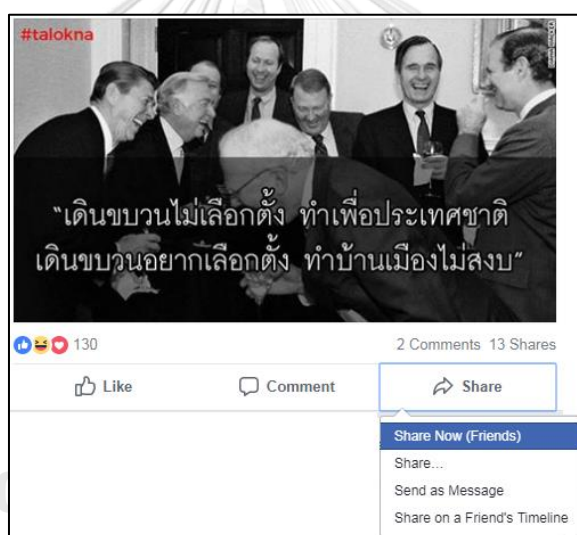 #talokna
"เดินขบวนไม่เลือกตั้ง ทำเพื่อประเทศชาติ
เดินขบวนอยากเลือกตั้ง ทำบ้านเมืองไม่สงบ"
130
2 Comments 13 Shares
Like Comment Share
Share Now (Friends)
Share...
Send as Message
Share on a Friend's Timeline